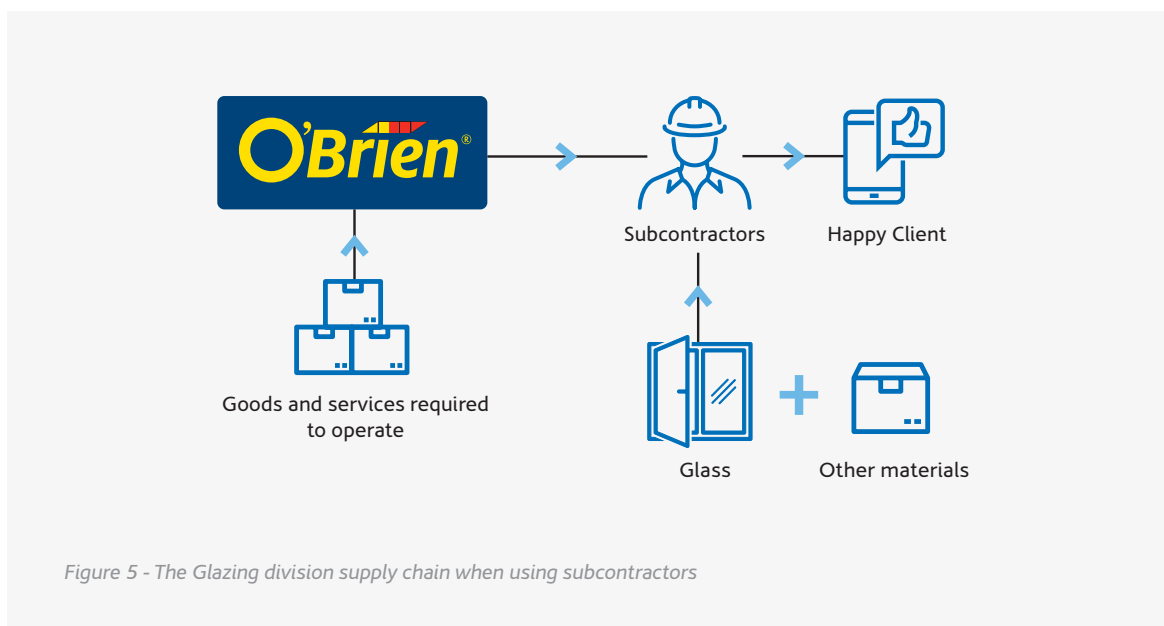 O'Brien®
Subcontractors
Happy Client
Goods and services required
to operate
Glass
Other materials
Figure 5 - The Glazing division supply chain when using subcontractors